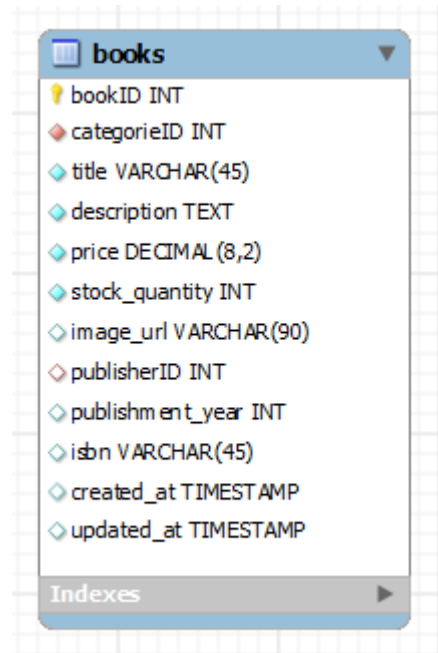 books
bookID INT
categorieID INT
title VARCHAR(45)
description TEXT
price DECIMAL(8,2)
stock_quantity INT
image_url VARCHAR(90)
publisherID INT
publishment_year INT
isbn VARCHAR(45)
created_at TIMESTAMP
updated_at TIMESTAMP
Indexes